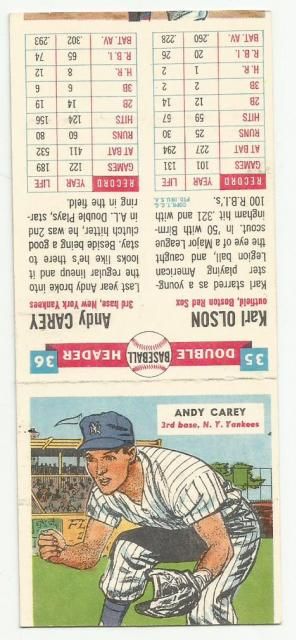 35 DOUBLE BASEBALL HEADER 36
Karl OLSON
outfield, Boston Red Sox
Karl starred as a young-
ster playing American
Legion ball, and caught
the eye of a Major League
scout. In '50 with Birm-
ingham hit .321 and with
100 R.B.I.'s.
COPR. T.C.G.
PTD. IN U.S.A.
RECORD YEAR LIFE
GAMES 101 131
AT BAT 227 294
RUNS 25 30
HITS 59 67
2B 12 14
3B 2 2
H.R. 1 2
R.B.I. 20 26
BAT. AV. .260 .228
Andy CAREY
3rd base, New York Yankees
Last year Andy broke into
the regular lineup and it
looks like he's here to
stay. Beside being a good
clutch hitter, he was 2nd
in A.L. Double Plays, star-
ring in the field.
RECORD YEAR LIFE
GAMES 122 189
AT BAT 411 532
RUNS 60 80
HITS 124 156
2B 14 19
3B 6 8
H.R. 8 12
R.B.I. 65 74
BAT. AV. .302 .293
ANDY CAREY
3rd base, N. Y. Yankees